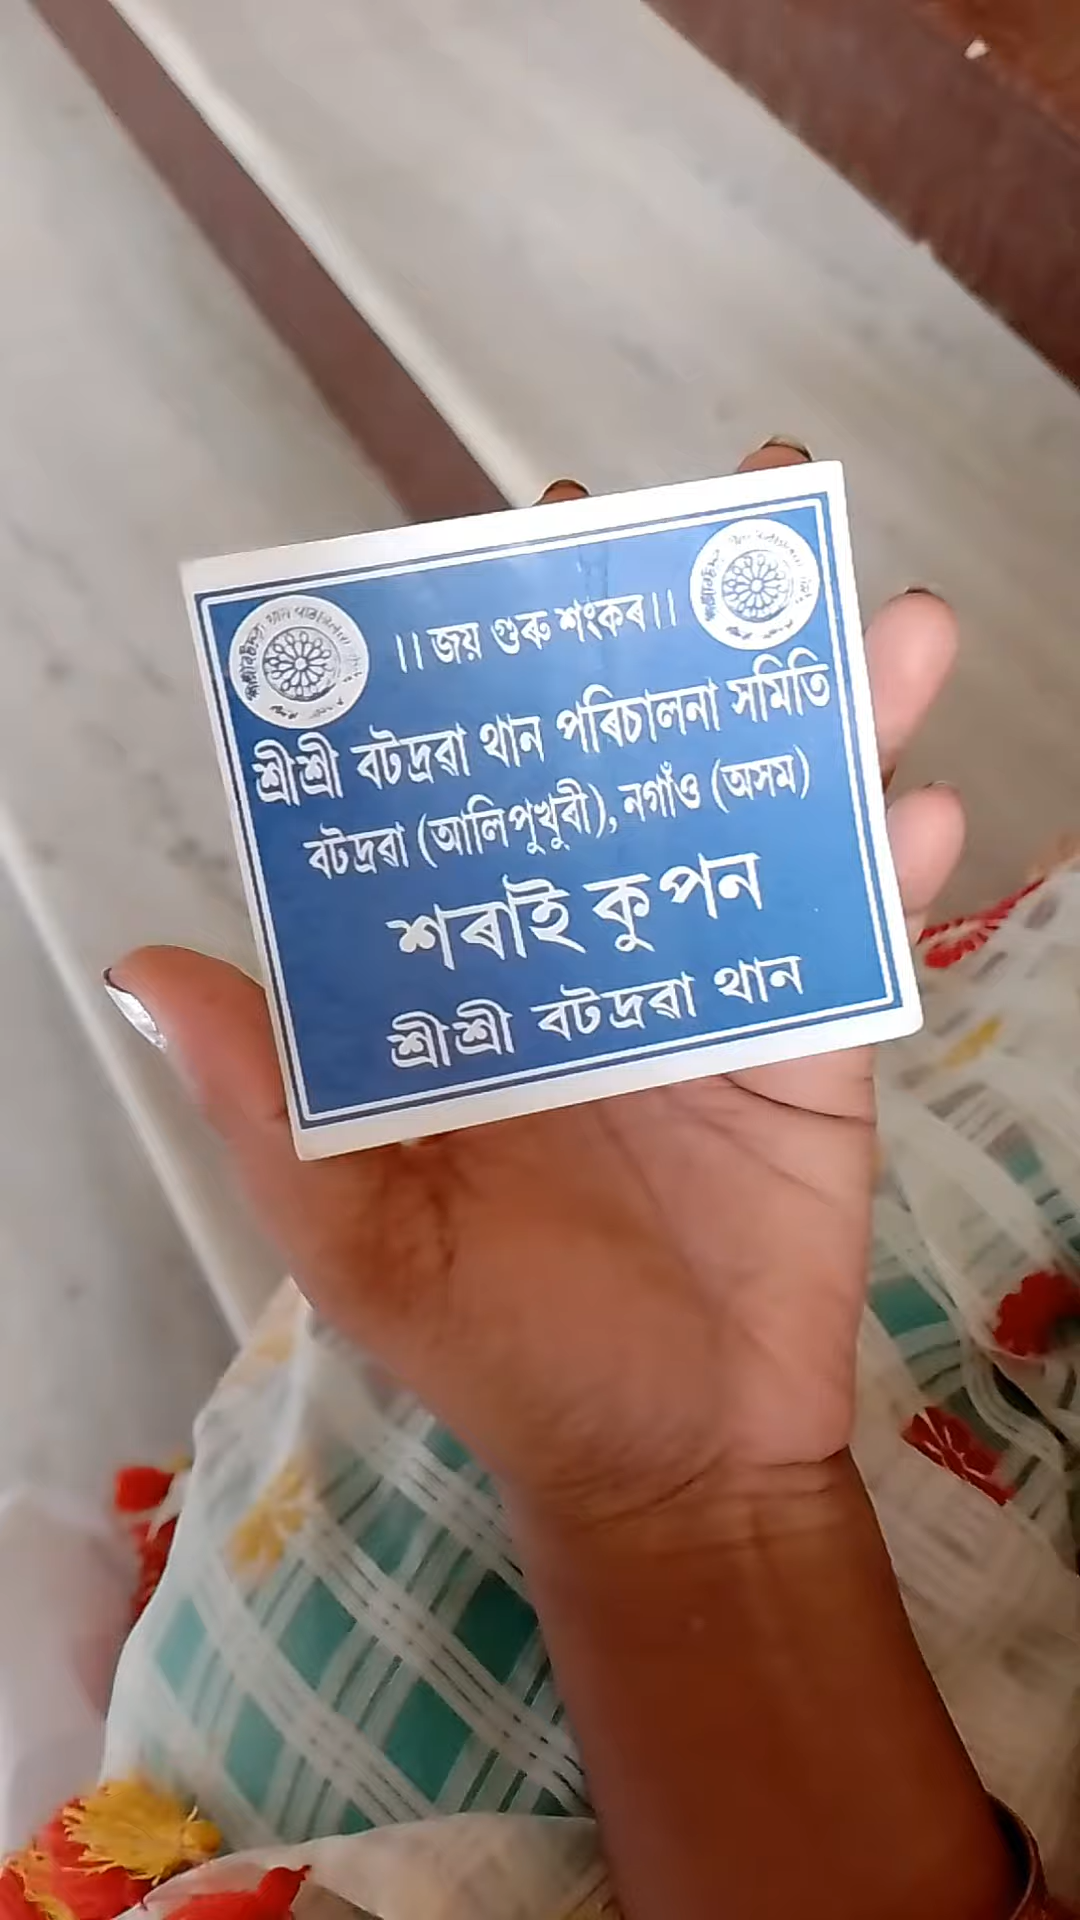 ।। জয় গুৰু শংকৰ।।
শ্ৰীশ্ৰী বটদ্ৰৱা থান পৰিচালনা সমিতি
বটদ্ৰৱা (আলিপুখুৰী), নগাঁও (অসম)
শৰাই কুপন
শ্ৰীশ্ৰী বটদ্ৰৱা থান